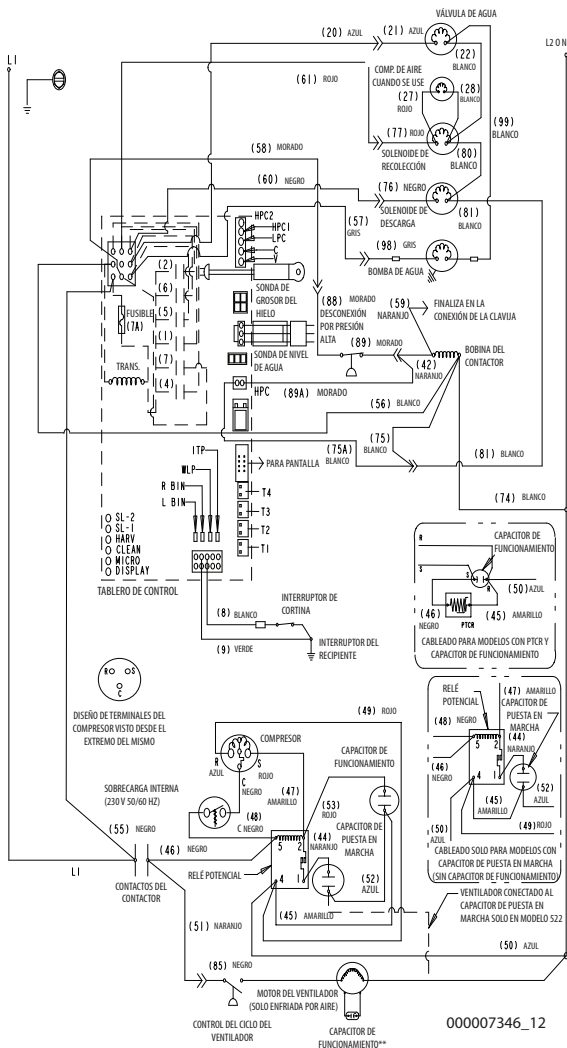 VÁLVULA DE AGUA
(20) AZUL
(21) AZUL
L1
L2 O N
(22)
BLANCO
(61) ROJO
COMP. DE AIRE
CUANDO SE USE
(28)
BLANCO
(27)
ROJO
(99)
BLANCO
(58) MORADO
(77) ROJO
SOLENOIDE DE
RECOLECCIÓN
(80)
BLANCO
(60) NEGRO
(76) NEGRO
SOLENOIDE DE
DESCARGA
(81)
BLANCO
(57)
GRIS
(98) GRIS
BOMBA DE AGUA
HPC2
HPC1
LPC
C
V
(2)
(6)
(5)
(1)
(7)
(4)
FUSIBLE
(7A)
TRANS.
SONDA DE
GROSOR DEL
HIELO
SONDA DE NIVEL
DE AGUA
(88) MORADO
DESCONEXIÓN
POR PRESIÓN
ALTA
(59)
NARANJO
FINALIZA EN LA
CONEXIÓN DE LA CLAVIJA
(89) MORADO
BOBINA DEL
CONTACTOR
(42)
NARANJO
HPC
(89A) MORADO
(56) BLANCO
(75)
BLANCO
(75A)
BLANCO
(81) BLANCO
PARA PANTALLA
ITP
WLP
R BIN
L BIN
T4
T3
T2
T1
(74) BLANCO
SL-2
SL-1
HARV
CLEAN
MICRO
DISPLAY
TABLERO DE CONTROL
(8) BLANCO
INTERRUPTOR DE
CORTINA
(9) VERDE
INTERRUPTOR DEL
RECIPIENTE
CAPACITOR DE
FUNCIONAMIENTO
R
S
S
R
(50) AZUL
(46)
NEGRO
PTCR
(45) AMARILLO
CABLEADO PARA MODELOS CON PTCR Y
CAPACITOR DE FUNCIONAMIENTO
R
S
C
DISEÑO DE TERMINALES DEL
COMPRESOR VISTO DESDE EL
EXTREMO DEL MISMO
RELÉ
POTENCIAL
(47) AMARILLO
CAPACITOR DE
PUESTA EN
MARCHA
(48) NEGRO
(44)
NARANJO
5
2
4
1
(46)
NEGRO
(52)
AZUL
(45)
AMARILLO
(50)
AZUL
(49) ROJO
CABLEADO SOLO PARA MODELOS CON
CAPACITOR DE PUESTA EN MARCHA
(SIN CAPACITOR DE FUNCIONAMIENTO)
(49) ROJO
COMPRESOR
R
AZUL
S
ROJO
C
NEGRO
CAPACITOR DE
FUNCIONAMIENTO
(47)
AMARILLO
SOBRECARGA INTERNA
(230 V 50/60 HZ)
(48)
C NEGRO
(53)
ROJO
(55) NEGRO
(46) NEGRO
5
2
4
1
(44)
NARANJO
CAPACITOR DE
PUESTA EN
MARCHA
L1
CONTACTOS DEL
CONTACTOR
RELÉ POTENCIAL
(52)
AZUL
(45) AMARILLO
VENTILADOR CONECTADO AL
CAPACITOR DE PUESTA EN
MARCHA SOLO EN MODELO 522
(51) NARANJO
(50) AZUL
(85) NEGRO
MOTOR DEL VENTILADOR
(SOLO ENFRIADA POR AIRE)
CONTROL DEL CICLO DEL
VENTILADOR
CAPACITOR DE
FUNCIONAMIENTO**
000007346_12